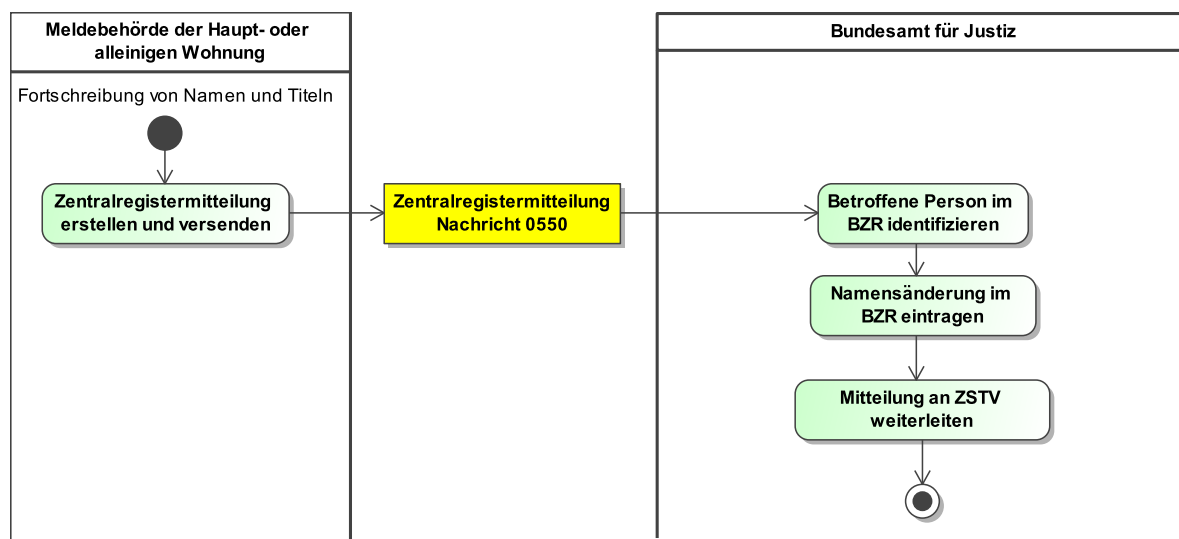 Meldebehörde der Haupt- oder
alleinigen Wohnung
Bundesamt für Justiz
Fortschreibung von Namen und Titeln
Zentralregistermitteilung
erstellen und versenden
Zentralregistermitteilung
Nachricht 0550
Betroffene Person im
BZR identifizieren
Namensänderung im
BZR eintragen
Mitteilung an ZSTV
weiterleiten